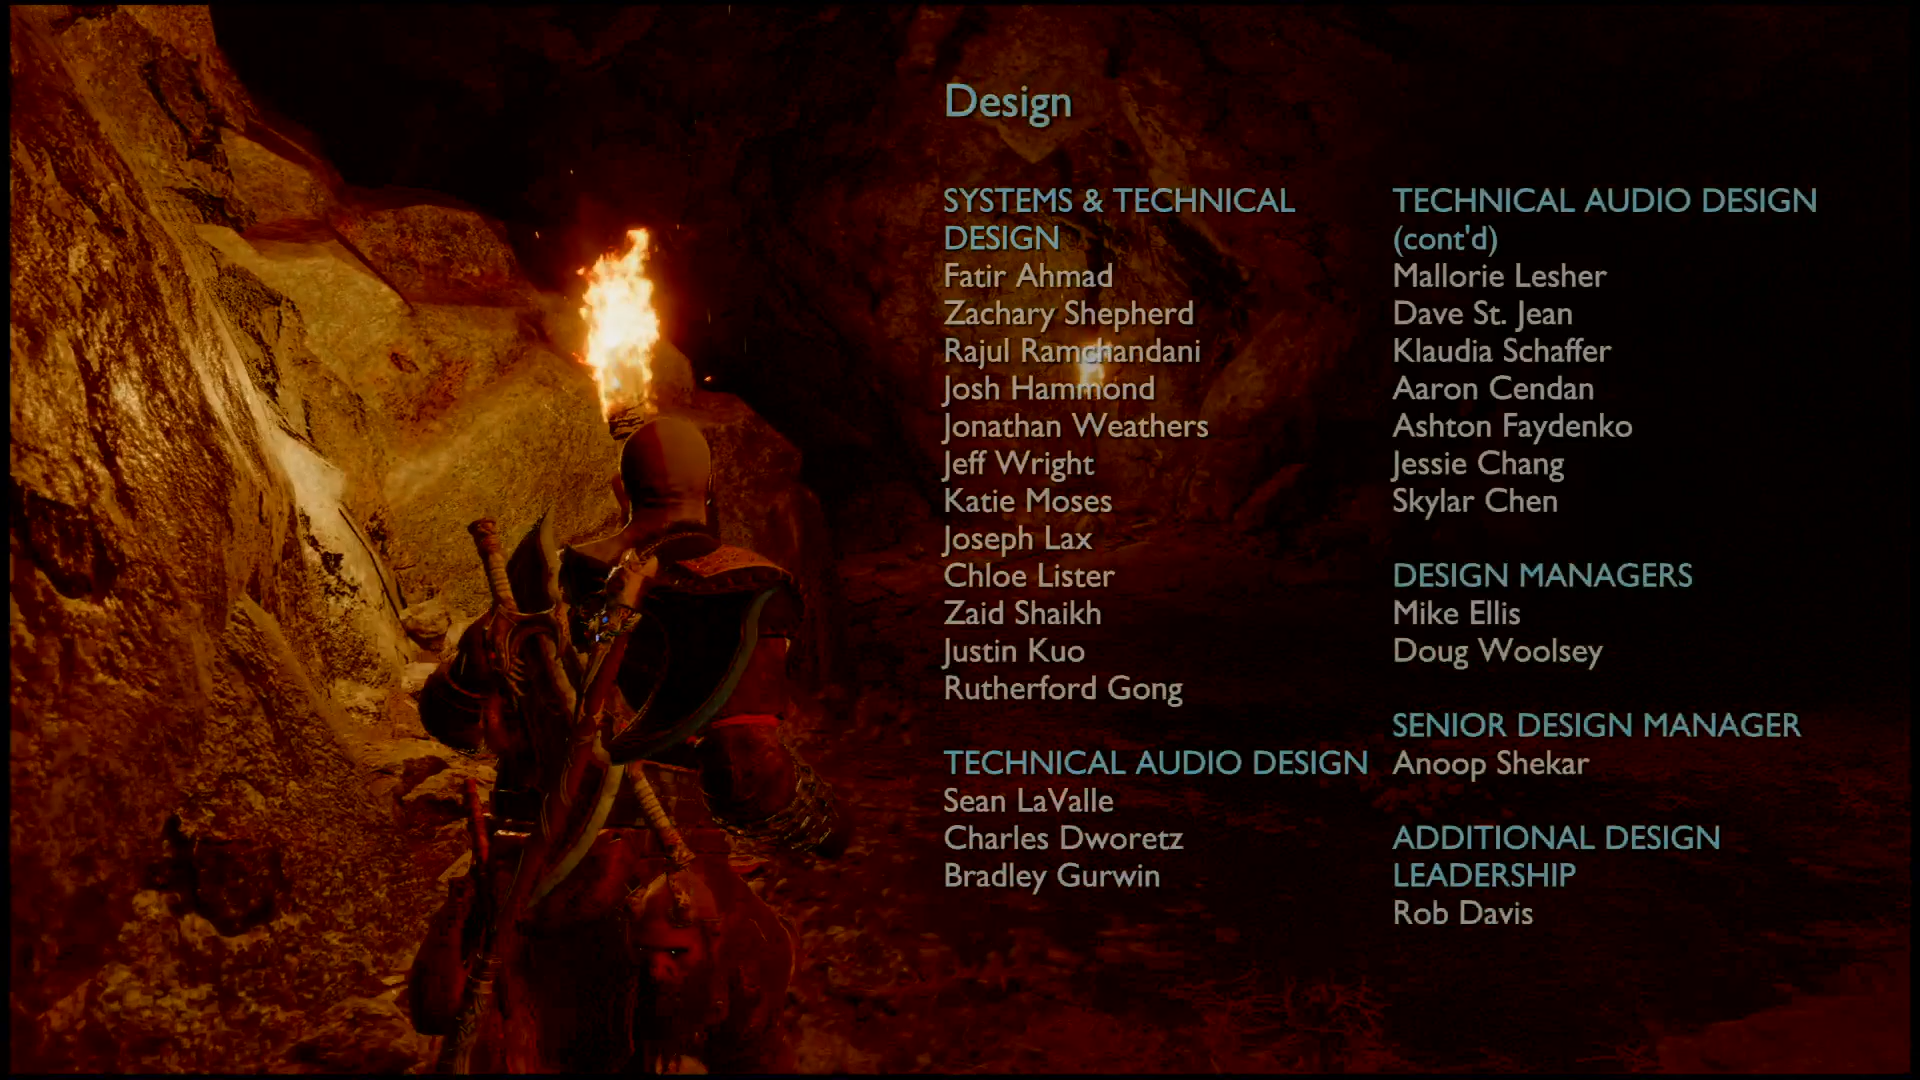 Design
SYSTEMS & TECHNICAL
DESIGN
Fatir Ahmad
Zachary Shepherd
Rajul Ramchandani
Josh Hammond
Jonathan Weathers
Jeff Wright
Katie Moses
Joseph Lax
Chloe Lister
Zaid Shaikh
Justin Kuo
Rutherford Gong
TECHNICAL AUDIO DESIGN
Sean LaValle
Charles Dworetz
Bradley Gurwin
TECHNICAL AUDIO DESIGN
(cont'd)
Mallorie Lesher
Dave St. Jean
Klaudia Schaffer
Aaron Cendan
Ashton Faydenko
Jessie Chang
Skylar Chen
DESIGN MANAGERS
Mike Ellis
Doug Woolsey
SENIOR DESIGN MANAGER
Anoop Shekar
ADDITIONAL DESIGN
LEADERSHIP
Rob Davis